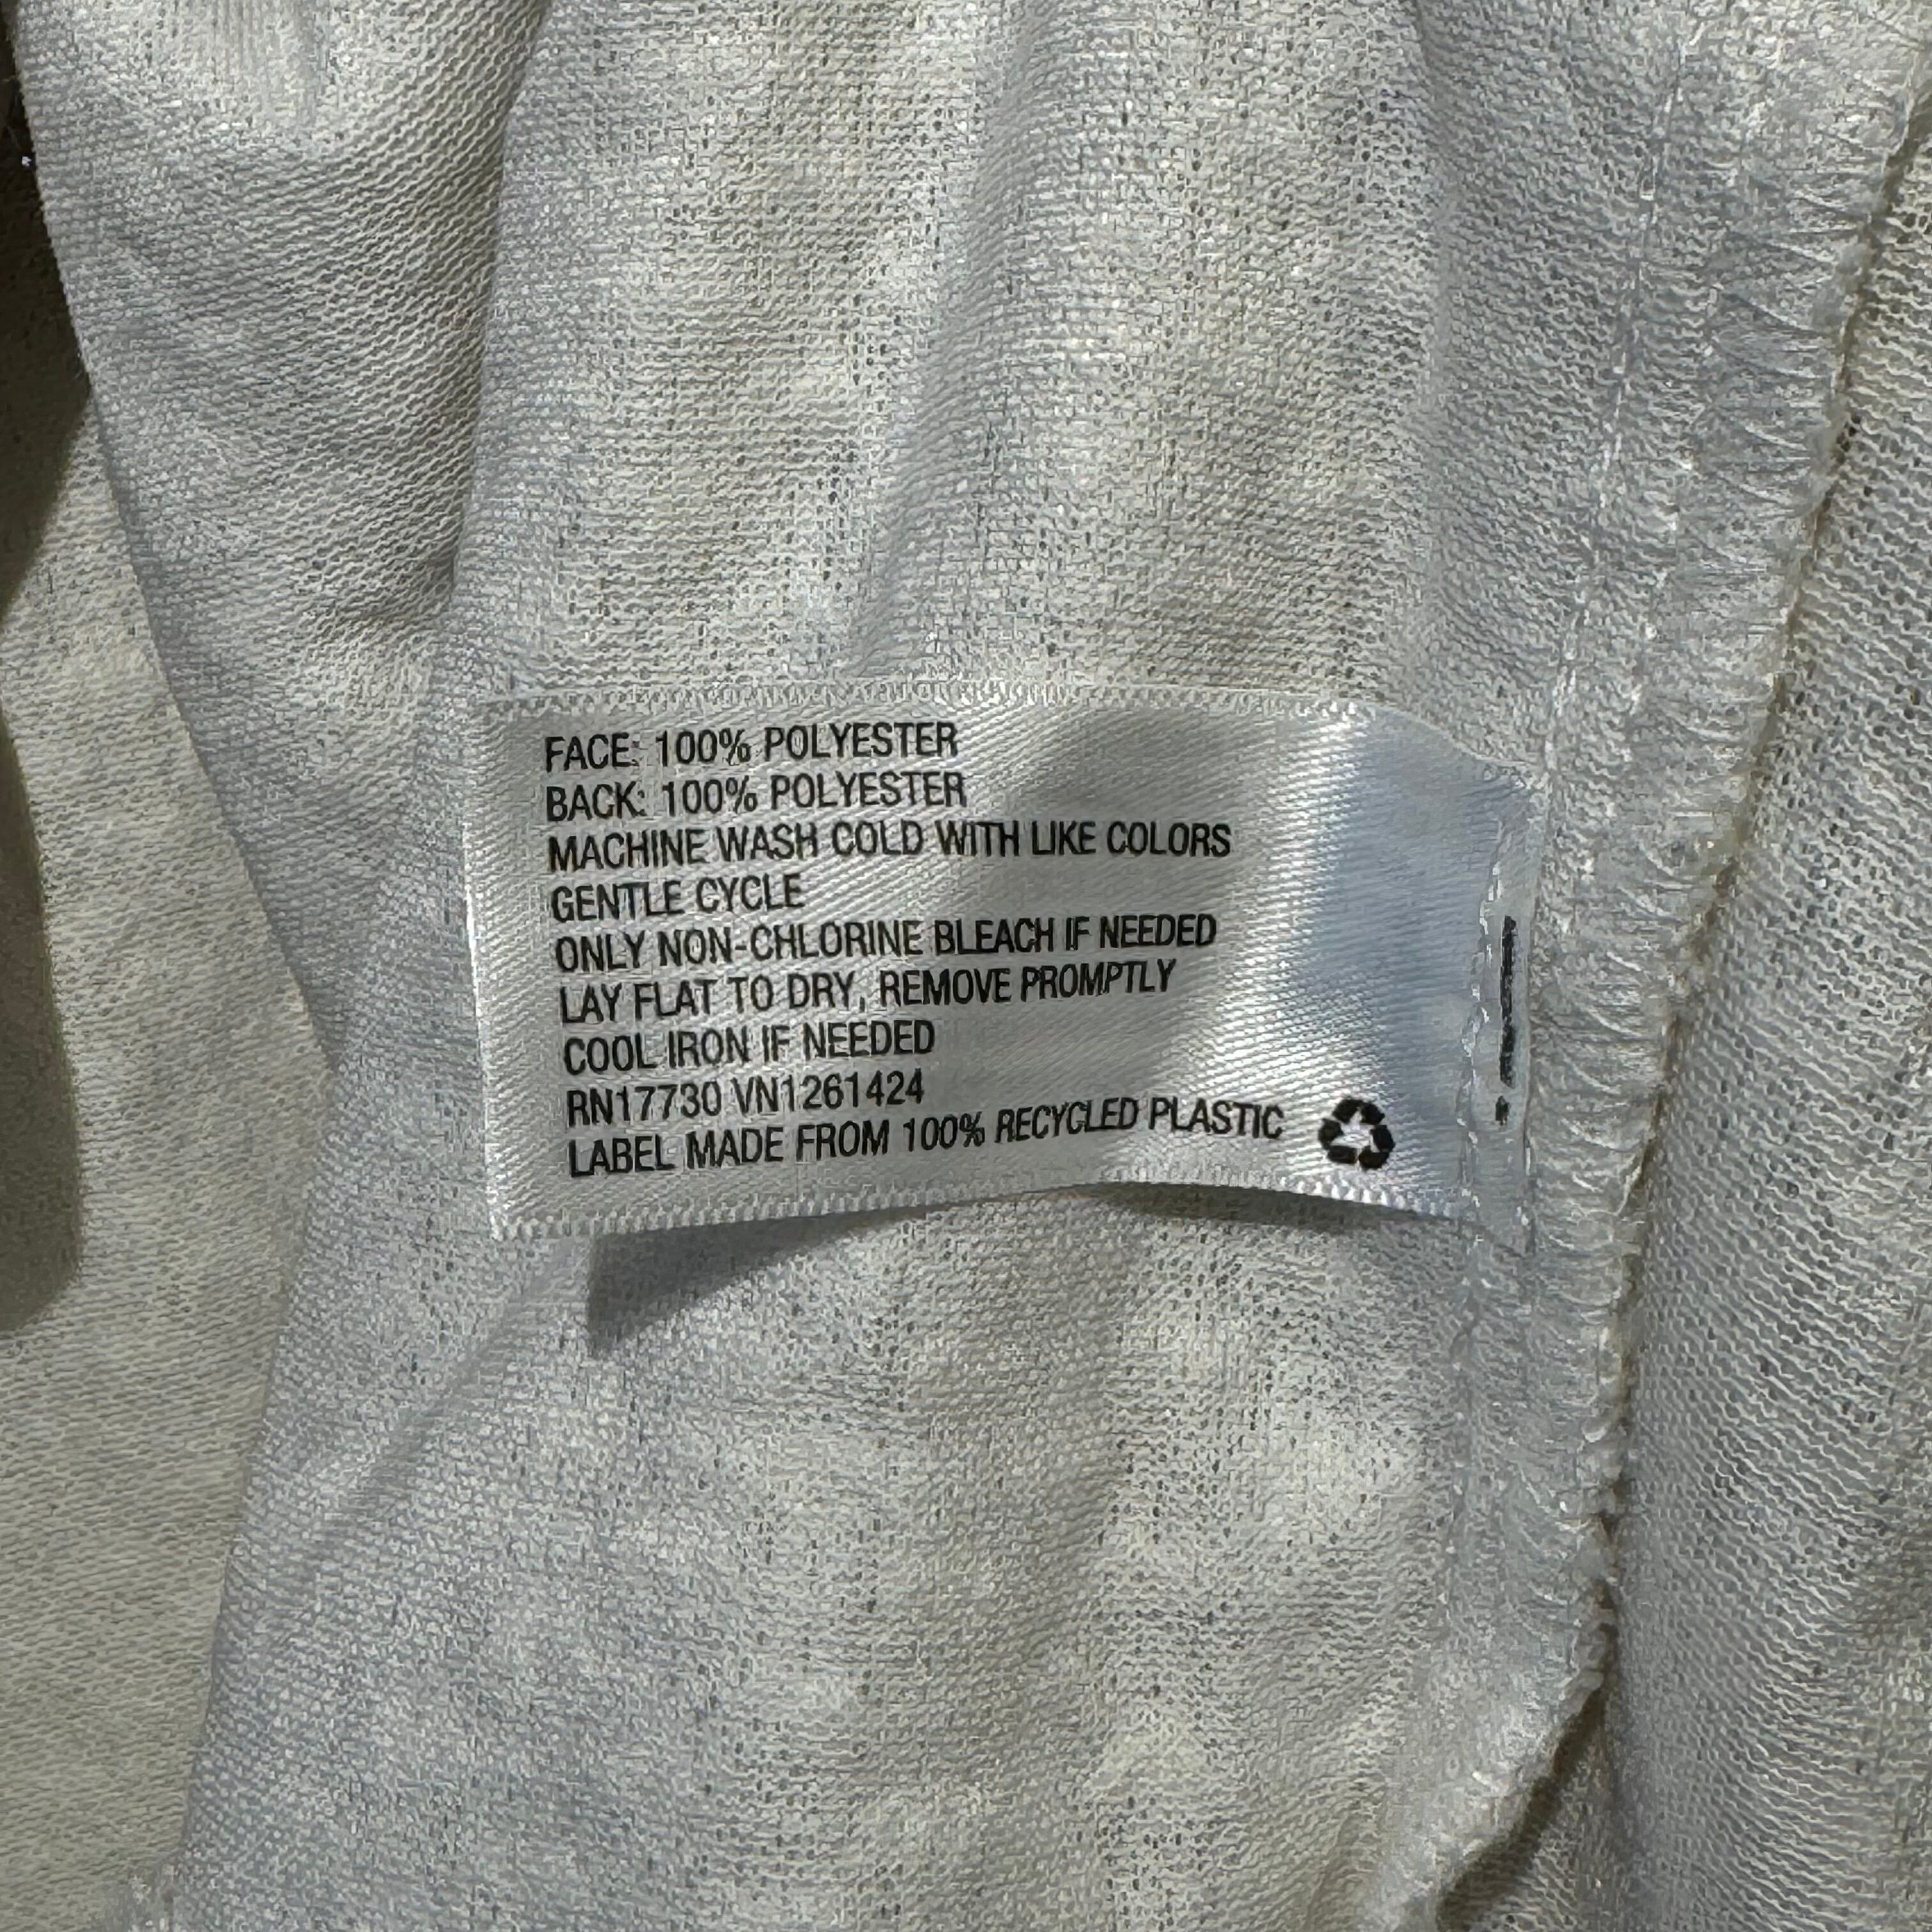 FACE: 100% POLYESTER
BACK: 100% POLYESTER
MACHINE WASH COLD WITH LIKE COLORS
GENTLE CYCLE
ONLY NON-CHLORINE BLEACH IF NEEDED
LAY FLAT TO DRY, REMOVE PROMPTLY
COOL IRON IF NEEDED
RN17730 VN1261424
LABEL MADE FROM 100% RECYCLED PLASTIC